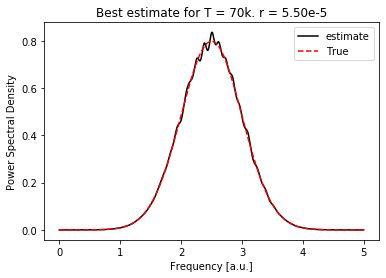 Best estimate for T = 70k. r = 5.50e-5
estimate
True
0.8
0.6
0.4
0.2
0.0
Power Spectral Density
0 1 2 3 4 5
Frequency [a.u.]